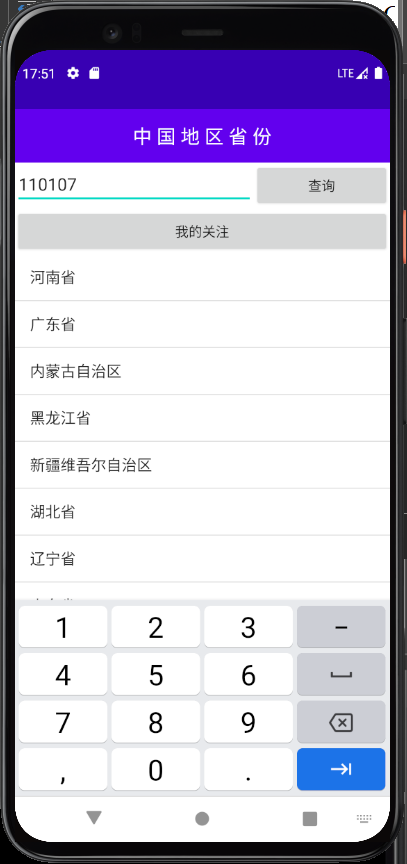 17:51
LTE
中国地区省份
110107
查询
我的关注
河南省
广东省
内蒙古自治区
黑龙江省
新疆维吾尔自治区
湖北省
辽宁省
1 2 3 -
4 5 6
7 8 9
, 0 .